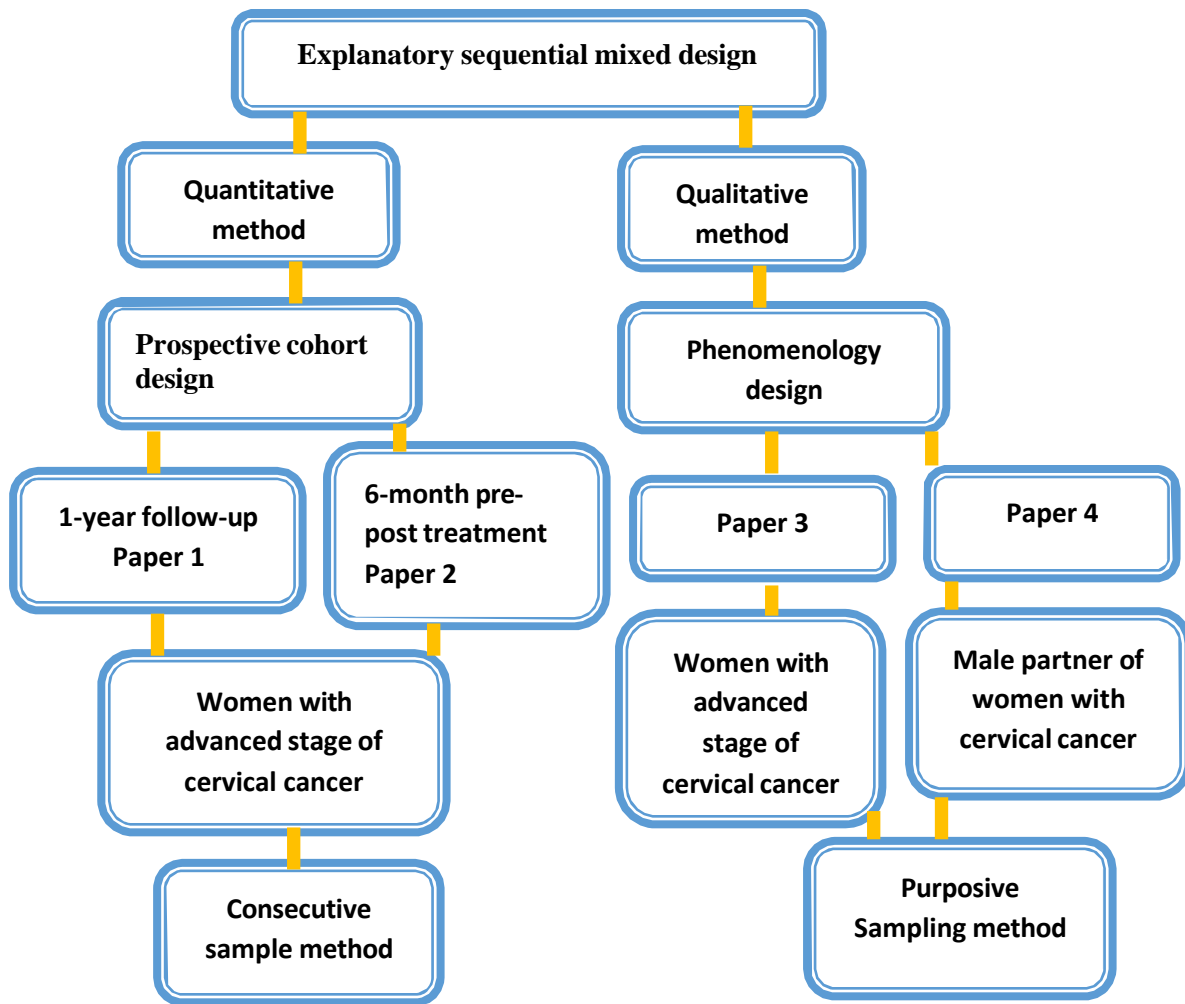 Explanatory sequential mixed design
Quantitative
method
Qualitative
method
Prospective cohort
design
Phenomenology
design
1-year follow-up
Paper 1
6-month pre-
post treatment
Paper 2
Paper 3
Paper 4
Women with
advanced stage of
cervical cancer
Women with
advanced
stage of
cervical cancer
Male partner of
women with
cervical cancer
Consecutive
sample method
Purposive
Sampling method